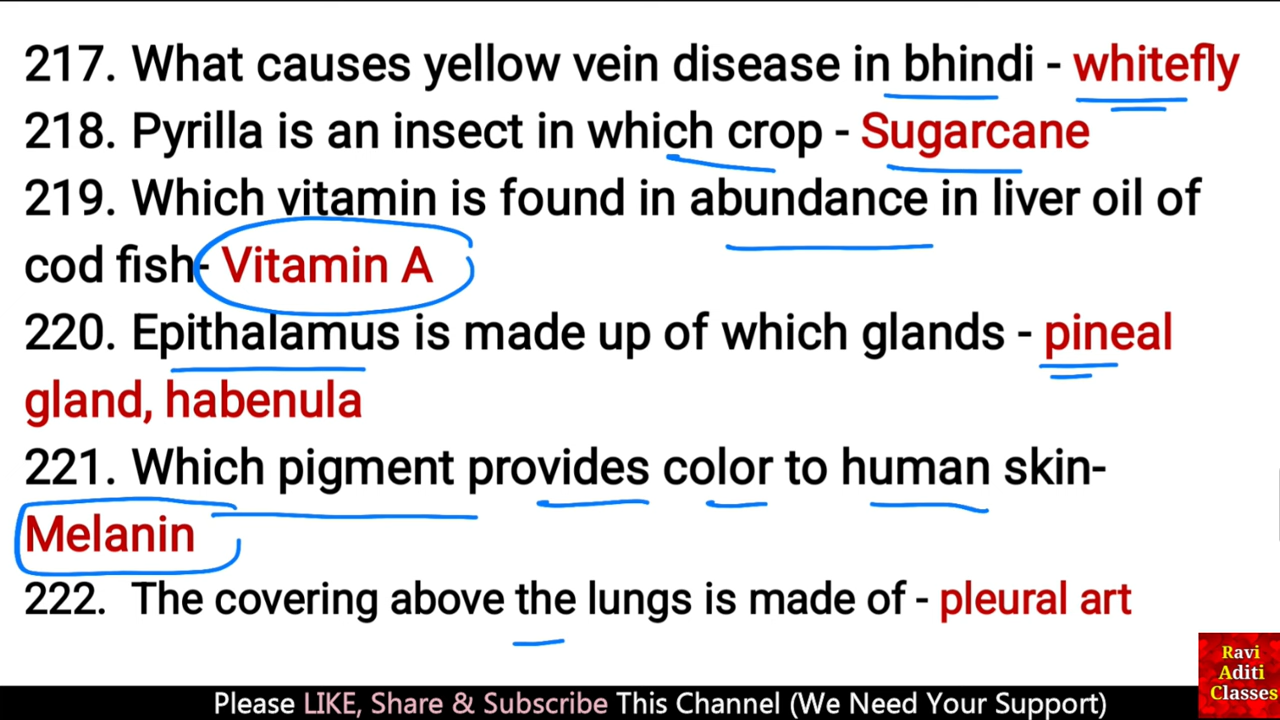 217. What causes yellow vein disease in bhindi - whitefly
218. Pyrilla is an insect in which crop - Sugarcane
219. Which vitamin is found in abundance in liver oil of
cod fish- Vitamin A
220. Epithalamus is made up of which glands - pineal
gland, habenula
221. Which pigment provides color to human skin-
Melanin
222. The covering above the lungs is made of - pleural art
Ravi
Aditi
Classes
Please LIKE, Share & Subscribe This Channel (We Need Your Support)